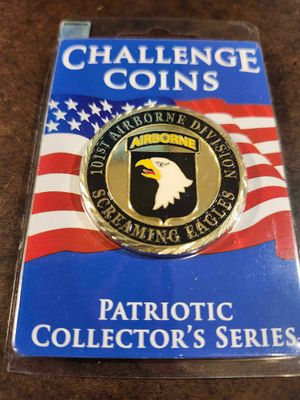 CHALLENGE
COINS
101ST AIRBORNE DIVISION
AIRBORNE
SCREAMING EAGLES
PATRIOTIC
COLLECTOR'S SERIES